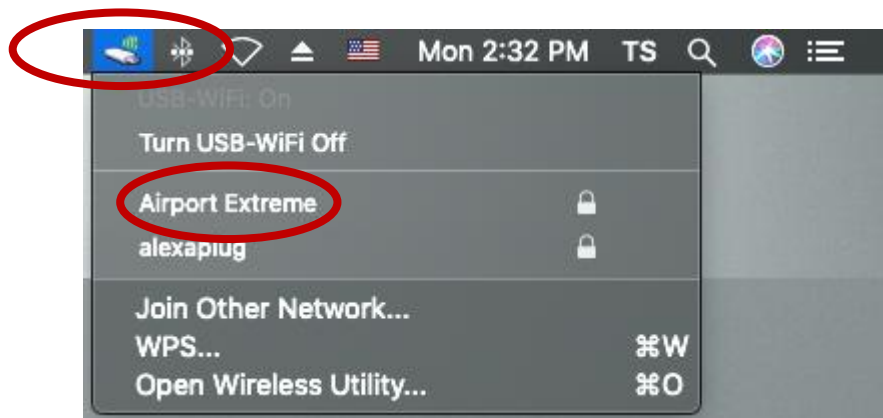 Mon 2:32 PM TS
USB-WiFi: On
Turn USB-WiFi Off
Airport Extreme
alexaplug
Join Other Network...
WPS... ⌘W
Open Wireless Utility... ⌘O